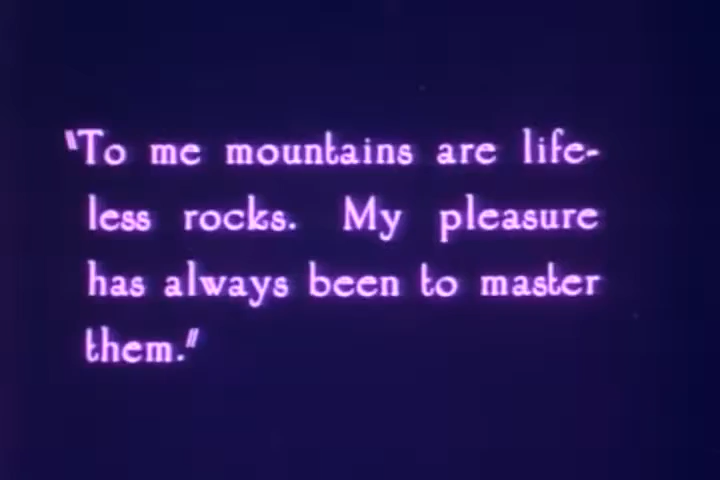 "To me mountains are life-
less rocks. My pleasure
has always been to master
them."